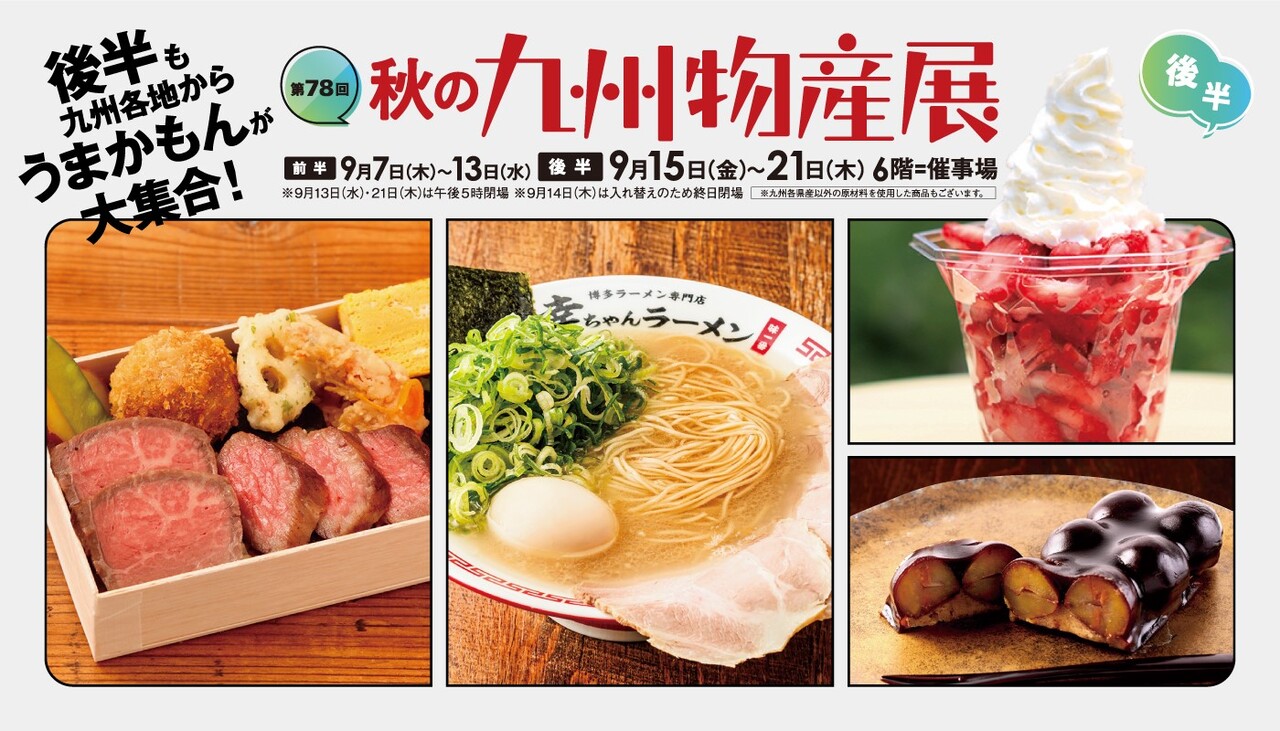 後半も
九州各地から
うまかもんが
大集合!
第78回
秋の九州物産展
前半 9月7日(木)~13日(水) 後半 9月15日(金)~21日(木) 6階=催事場
※9月13日(水)・21日(木)は午後5時閉場 ※9月14日(木)は入れ替えのため終日閉場 ※九州各県産以外の原材料を使用した商品もございます。
後半
博多ラーメン専門店
幸ちゃんラーメン
味一番